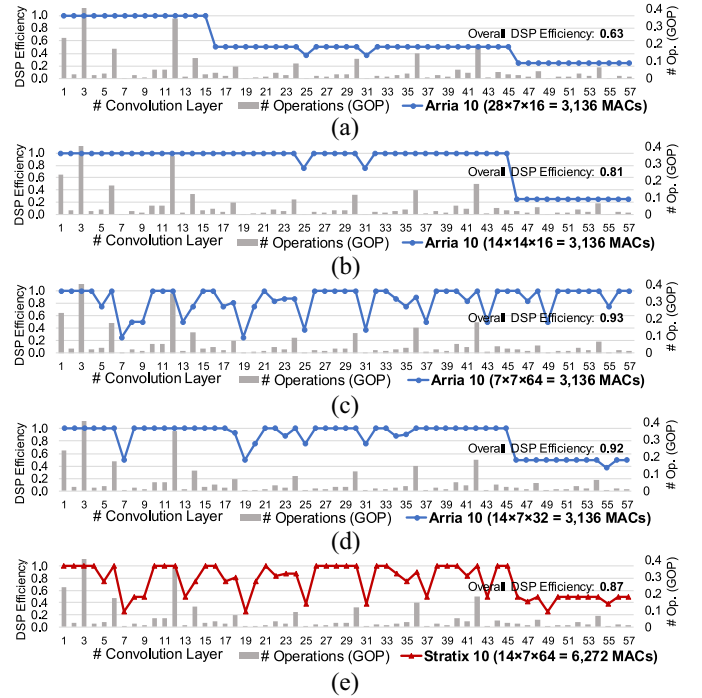 DSP Efficiency
1.0
0.8
0.6
0.4
0.2
0.0
Overall DSP Efficiency: 0.63
0.4
0.3
0.2
0.1
0
# Op. (GOP)
1 3 5 7 9 11 13 15 17 19 21 23 25 27 29 31 33 35 37 39 41 43 45 47 49 51 53 55 57
# Convolution Layer # Operations (GOP) Arria 10 (28×7×16 = 3,136 MACs)
(a)
DSP Efficiency
1.0
0.8
0.6
0.4
0.2
0.0
Overall DSP Efficiency: 0.81
0.4
0.3
0.2
0.1
0
# Op. (GOP)
1 3 5 7 9 11 13 15 17 19 21 23 25 27 29 31 33 35 37 39 41 43 45 47 49 51 53 55 57
# Convolution Layer # Operations (GOP) Arria 10 (14×14×16 = 3,136 MACs)
(b)
DSP Efficiency
1.0
0.8
0.6
0.4
0.2
0.0
Overall DSP Efficiency: 0.93
0.4
0.3
0.2
0.1
0
# Op. (GOP)
1 3 5 7 9 11 13 15 17 19 21 23 25 27 29 31 33 35 37 39 41 43 45 47 49 51 53 55 57
# Convolution Layer # Operations (GOP) Arria 10 (7×7×64 = 3,136 MACs)
(c)
DSP Efficiency
1.0
0.8
0.6
0.4
0.2
0.0
Overall DSP Efficiency: 0.92
0.4
0.3
0.2
0.1
0
# Op. (GOP)
1 3 5 7 9 11 13 15 17 19 21 23 25 27 29 31 33 35 37 39 41 43 45 47 49 51 53 55 57
# Convolution Layer # Operations (GOP) Arria 10 (14×7×32 = 3,136 MACs)
(d)
DSP Efficiency
1.0
0.8
0.6
0.4
0.2
0.0
Overall DSP Efficiency: 0.87
0.4
0.3
0.2
0.1
0
# Op. (GOP)
1 3 5 7 9 11 13 15 17 19 21 23 25 27 29 31 33 35 37 39 41 43 45 47 49 51 53 55 57
# Convolution Layer # Operations (GOP) Stratix 10 (14×7×64 = 6,272 MACs)
(e)